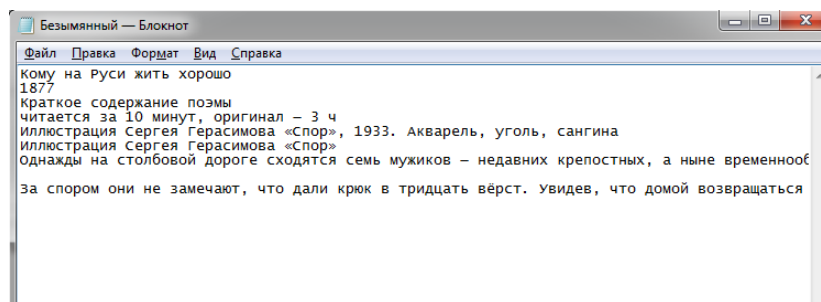 Безымянный — Блокнот
Файл Правка Формат Вид Справка
Кому на Руси жить хорошо
1877
Краткое содержание поэмы
читается за 10 минут, оригинал — 3 ч
Иллюстрация Сергея Герасимова «Спор», 1933. Акварель, уголь, сангина
Иллюстрация Сергея Герасимова «Спор»
Однажды на столбовой дороге сходятся семь мужиков — недавних крепостных, а ныне
За спором они не замечают, что дали крюк в тридцать вёрст. Увидев, что домой возвращаться